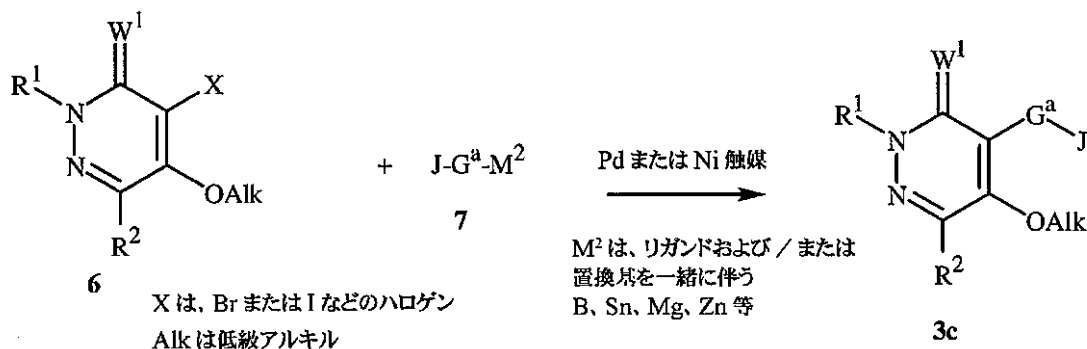 W¹
R¹
X
N
N
OAlk
R²
6
+
J-Gᵃ-M²
7
Pd または Ni 触媒
M² は、リガンドおよび / または
置換基を一緒に伴う
B、Sn、Mg、Zn 等
X は、Br または I などのハロゲン
Alk は低級アルキル
W¹
R¹
Gᵃ
J
N
N
OAlk
R²
3c